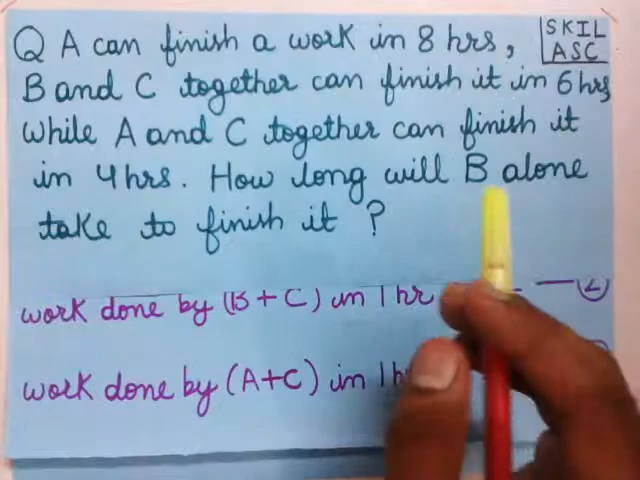 Q A can finish a work in 8 hrs,
SKIL
ASC
B and C together can finish it in 6 hrs
while A and C together can finish it
in 4 hrs. How long will B alone
take to finish it ?
work done by (B + C) in 1 hr
2
work done by (A+C) in 1 h